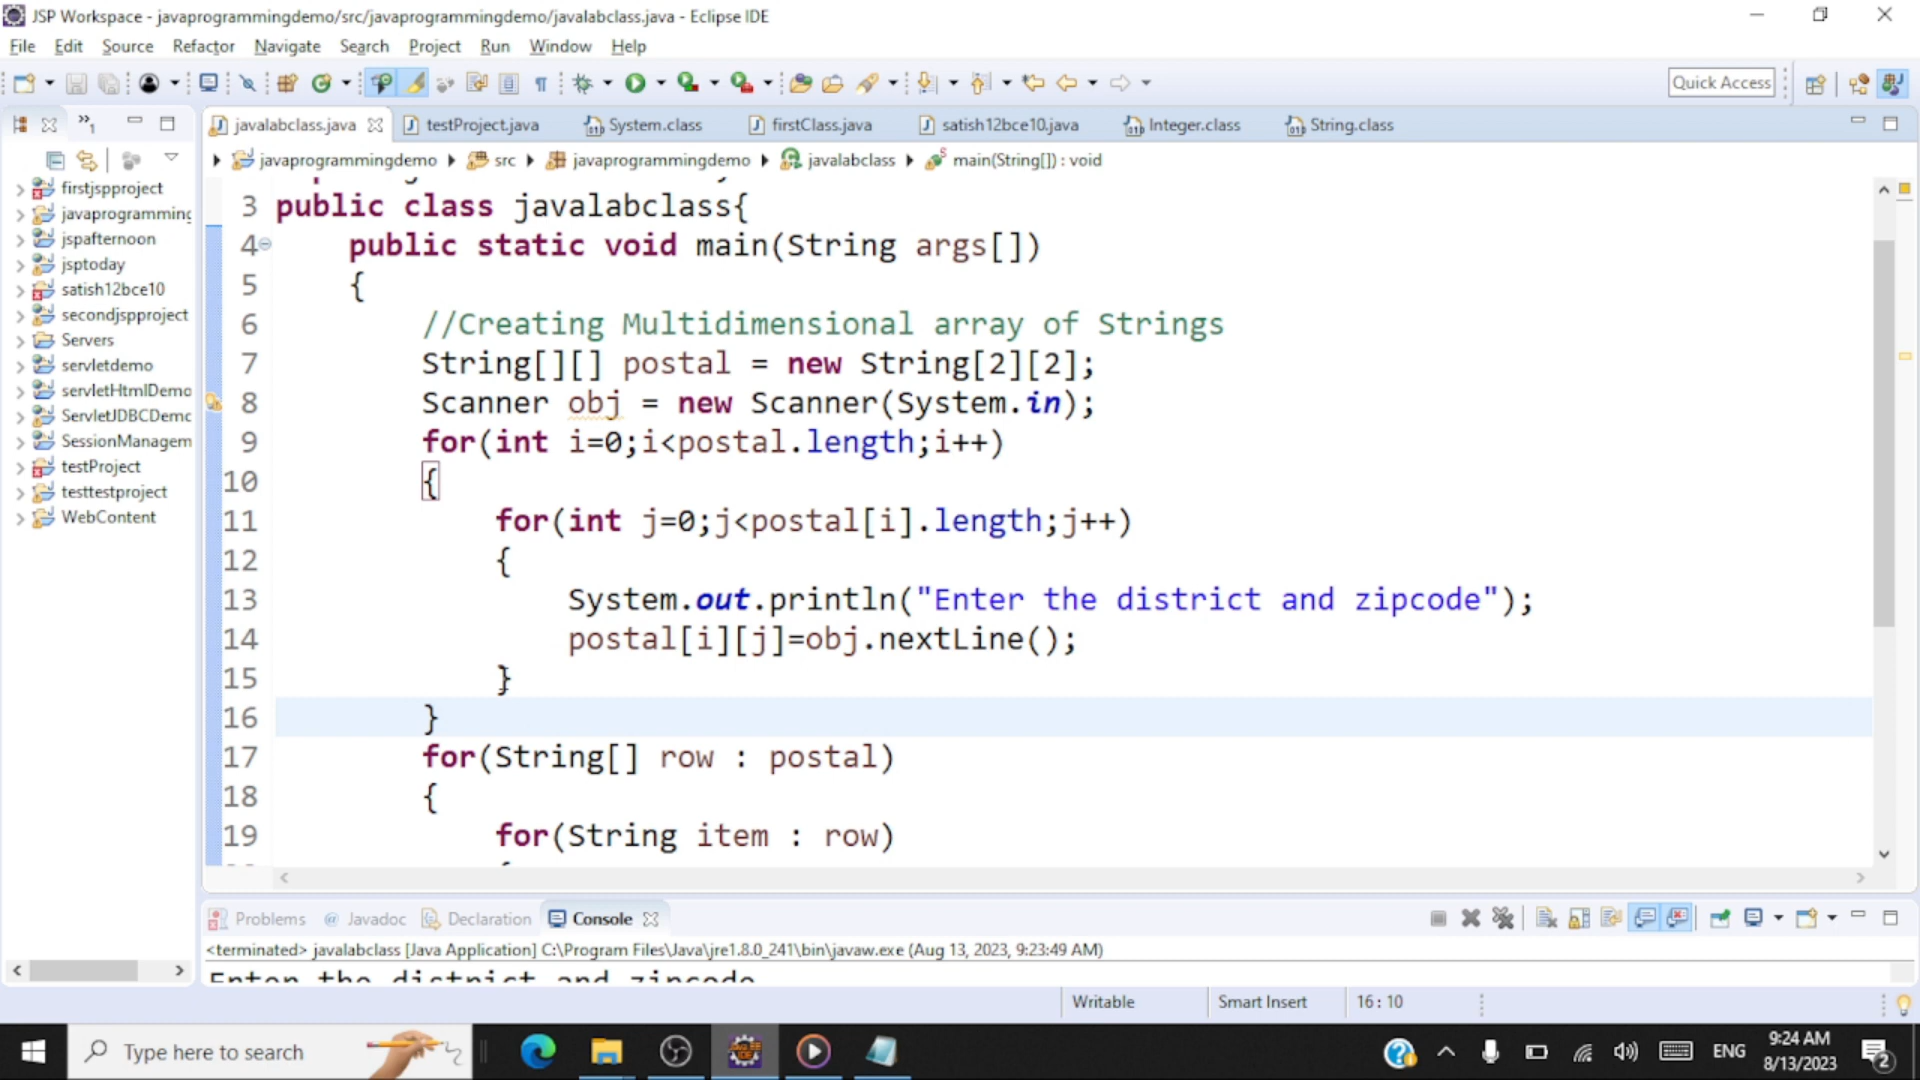 JSP Workspace - javaprogrammingdemo/src/javaprogrammingdemo/javalabclass.java - Eclipse IDE
File Edit Source Refactor Navigate Search Project Run Window Help
Quick Access
javalabclass.java testProject.java System.class firstClass.java satish12bce10.java Integer.class String.class
javaprogrammingdemo src javaprogrammingdemo javalabclass main(String[]) : void
firstjspproject
javaprogramming
jspafternoon
jsptoday
satish12bce10
secondjspproject
Servers
servletdemo
servletHtmlDemo
ServletJDBCDemo
SessionManagem
testProject
testtestproject
WebContent
3 public class javalabclass{
4 public static void main(String args[])
5 {
6 //Creating Multidimensional array of Strings
7 String[][] postal = new String[2][2];
8 Scanner obj = new Scanner(System.in);
9 for(int i=0;i<postal.length;i++)
10 {
11 for(int j=0;j<postal[i].length;j++)
12 {
13 System.out.println("Enter the district and zipcode");
14 postal[i][j]=obj.nextLine();
15 }
16 }
17 for(String[] row : postal)
18 {
19 for(String item : row)
Problems Javadoc Declaration Console
<terminated> javalabclass [Java Application] C:\Program Files\Java\jre1.8.0_241\bin\javaw.exe (Aug 13, 2023, 9:23:49 AM)
Enter the district and zipcode
Writable Smart Insert 16 : 10
Type here to search
ENG
9:24 AM
8/13/2023
2